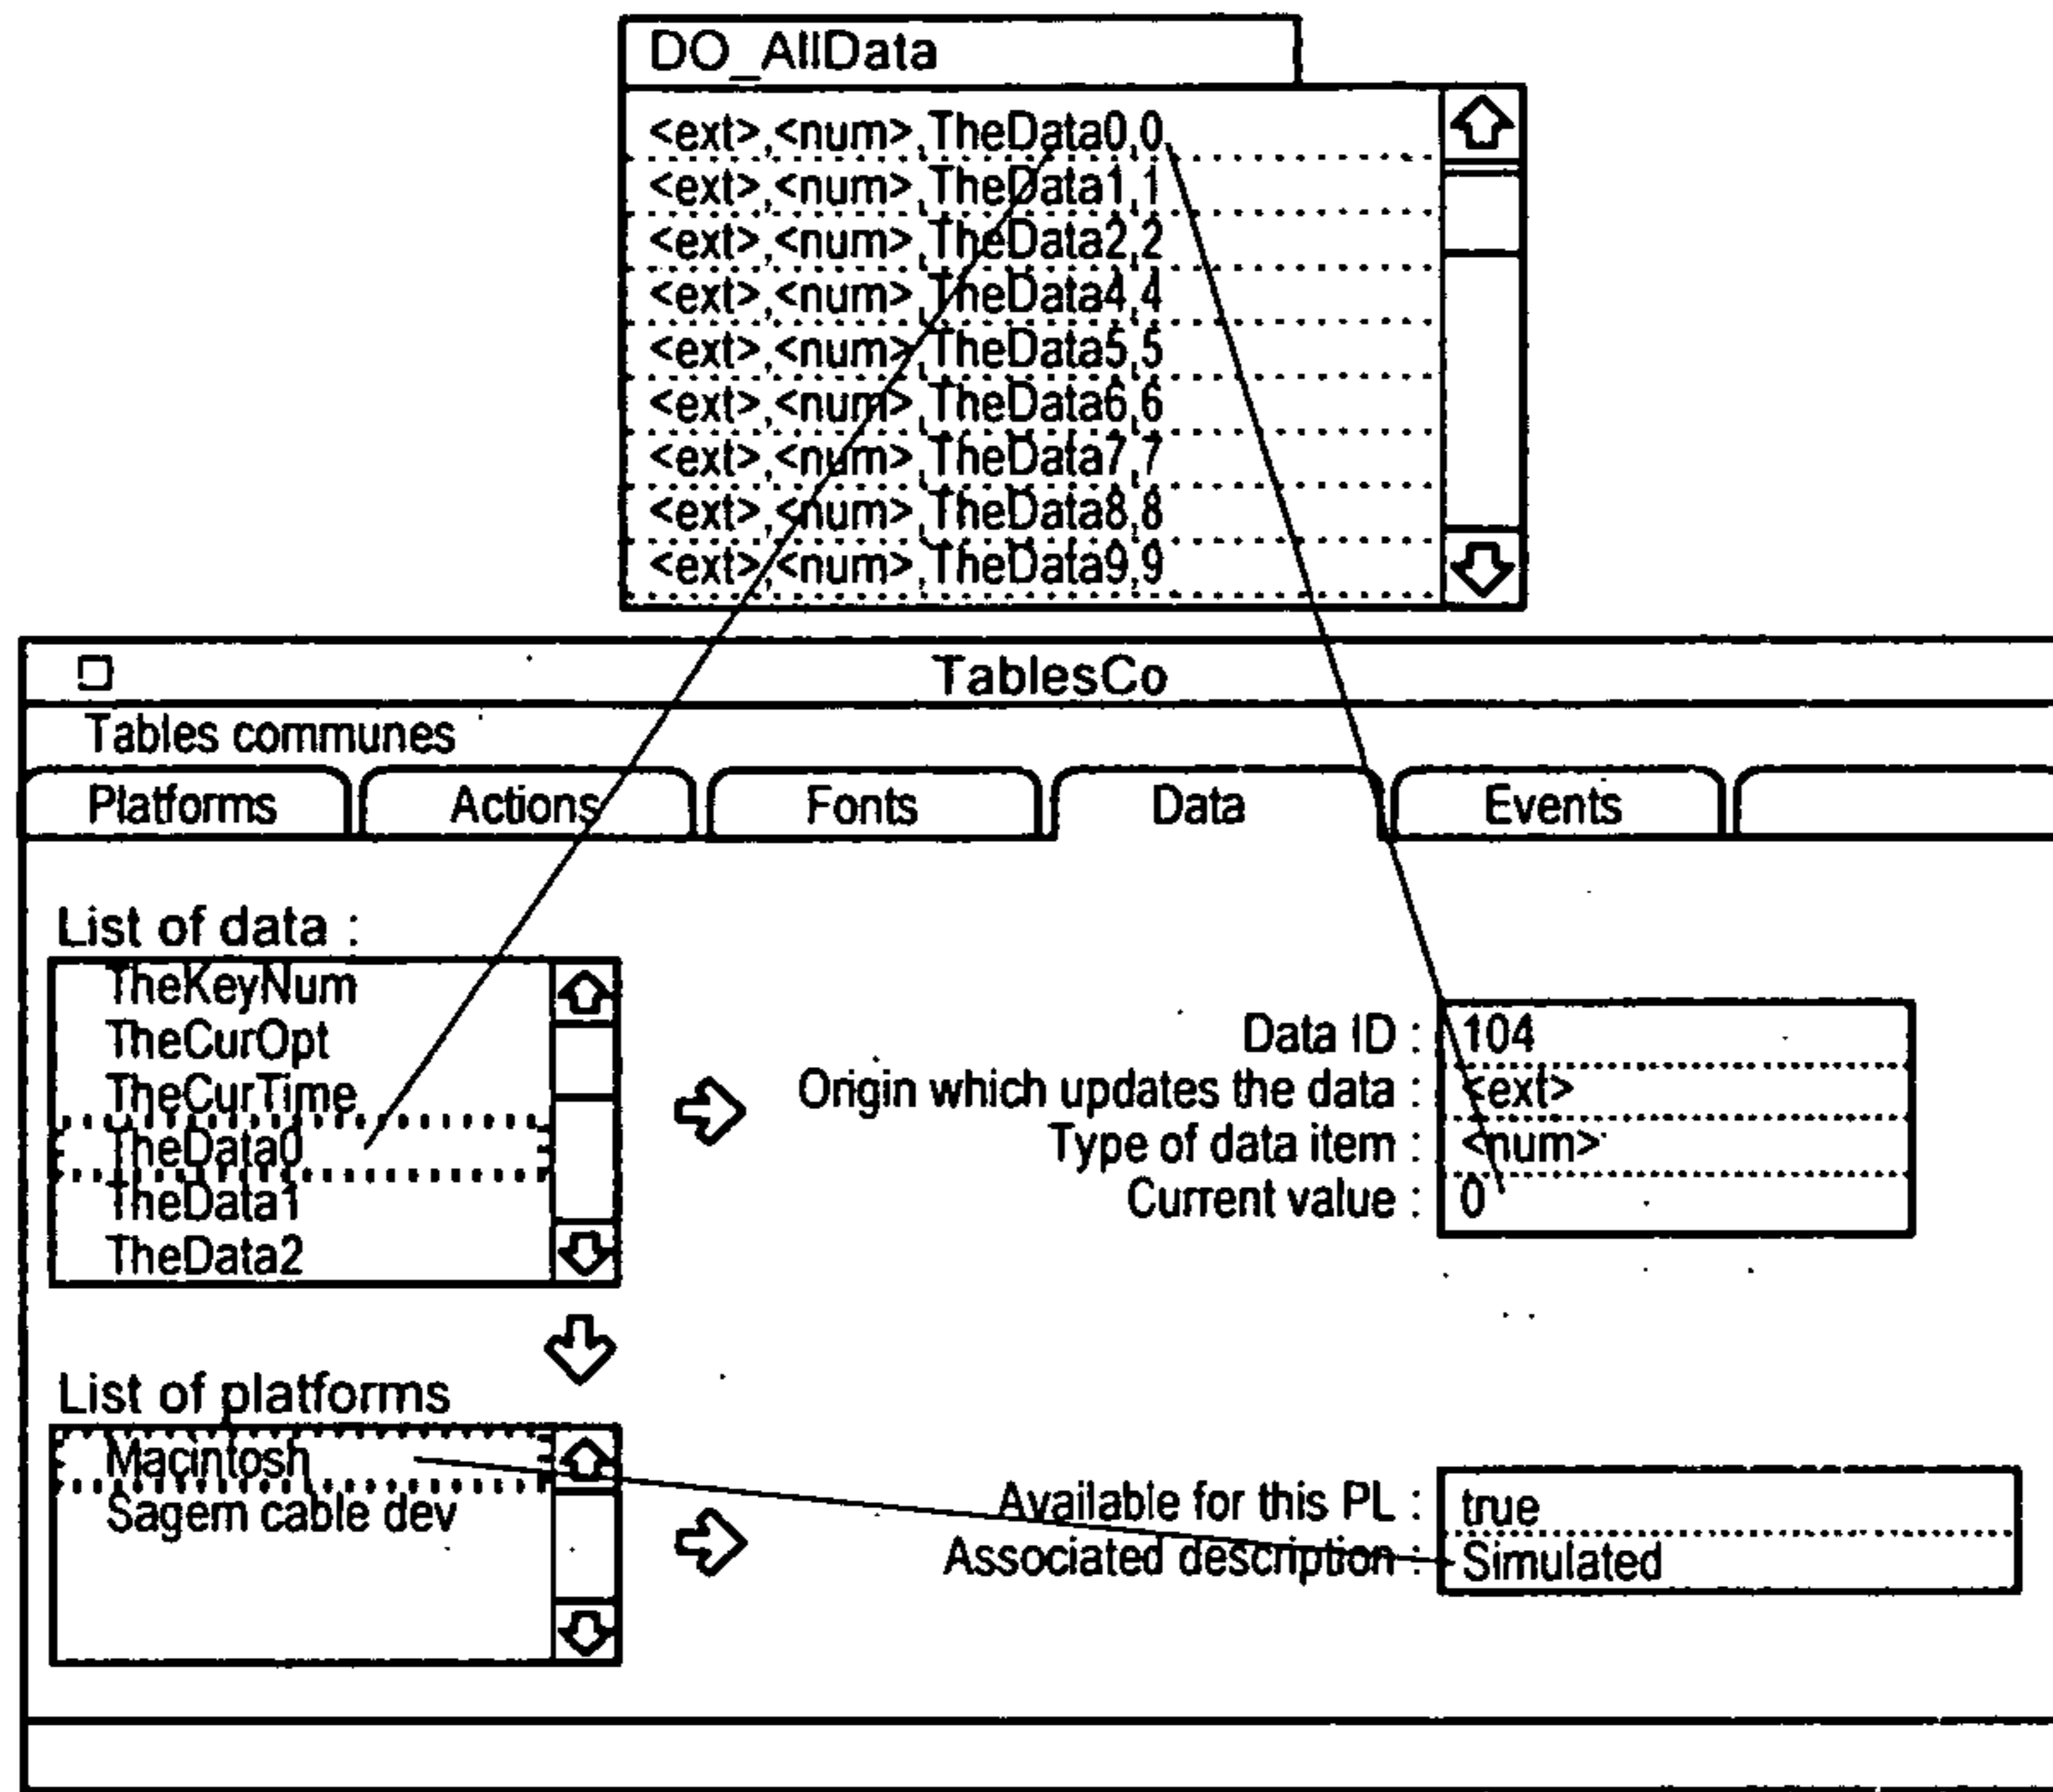 DO_AllData
<ext>,<num>,TheData0,0
<ext>,<num>,TheData1,1
<ext>,<num>,TheData2,2
<ext>,<num>,TheData4,4
<ext>,<num>,TheData5,5
<ext>,<num>,TheData6,6
<ext>,<num>,TheData7,7
<ext>,<num>,TheData8,8
<ext>,<num>,TheData9,9
TablesCo
Tables communes
Platforms Actions Fonts Data Events
List of data :
TheKeyNum
TheCurOpt
TheCurTime
TheData0
TheData1
TheData2
Data ID : 104
Origin which updates the data : <ext>
Type of data item : <num>
Current value : 0
List of platforms
Macintosh
Sagem cable dev
Available for this PL : true
Associated description : Simulated